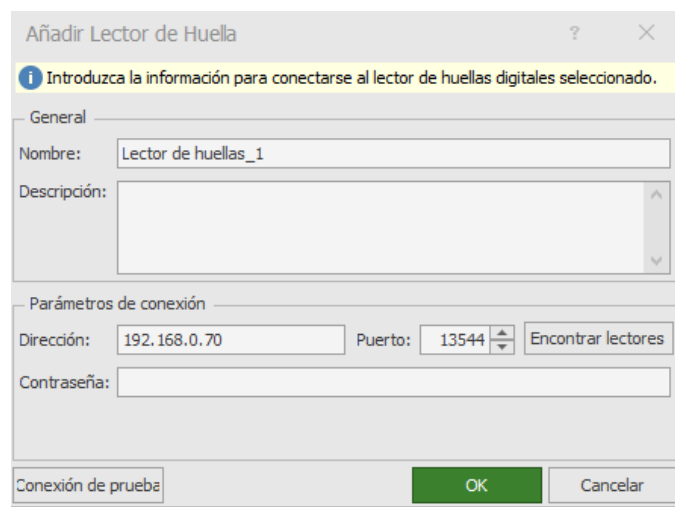 Añadir Lector de Huella ?
Introduzca la información para conectarse al lector de huellas digitales seleccionado.
General
Nombre: Lector de huellas_1
Descripción:
Parámetros de conexión
Dirección: 192.168.0.70 Puerto: 13544 Encontrar lectores
Contraseña:
Conexión de prueba OK Cancelar